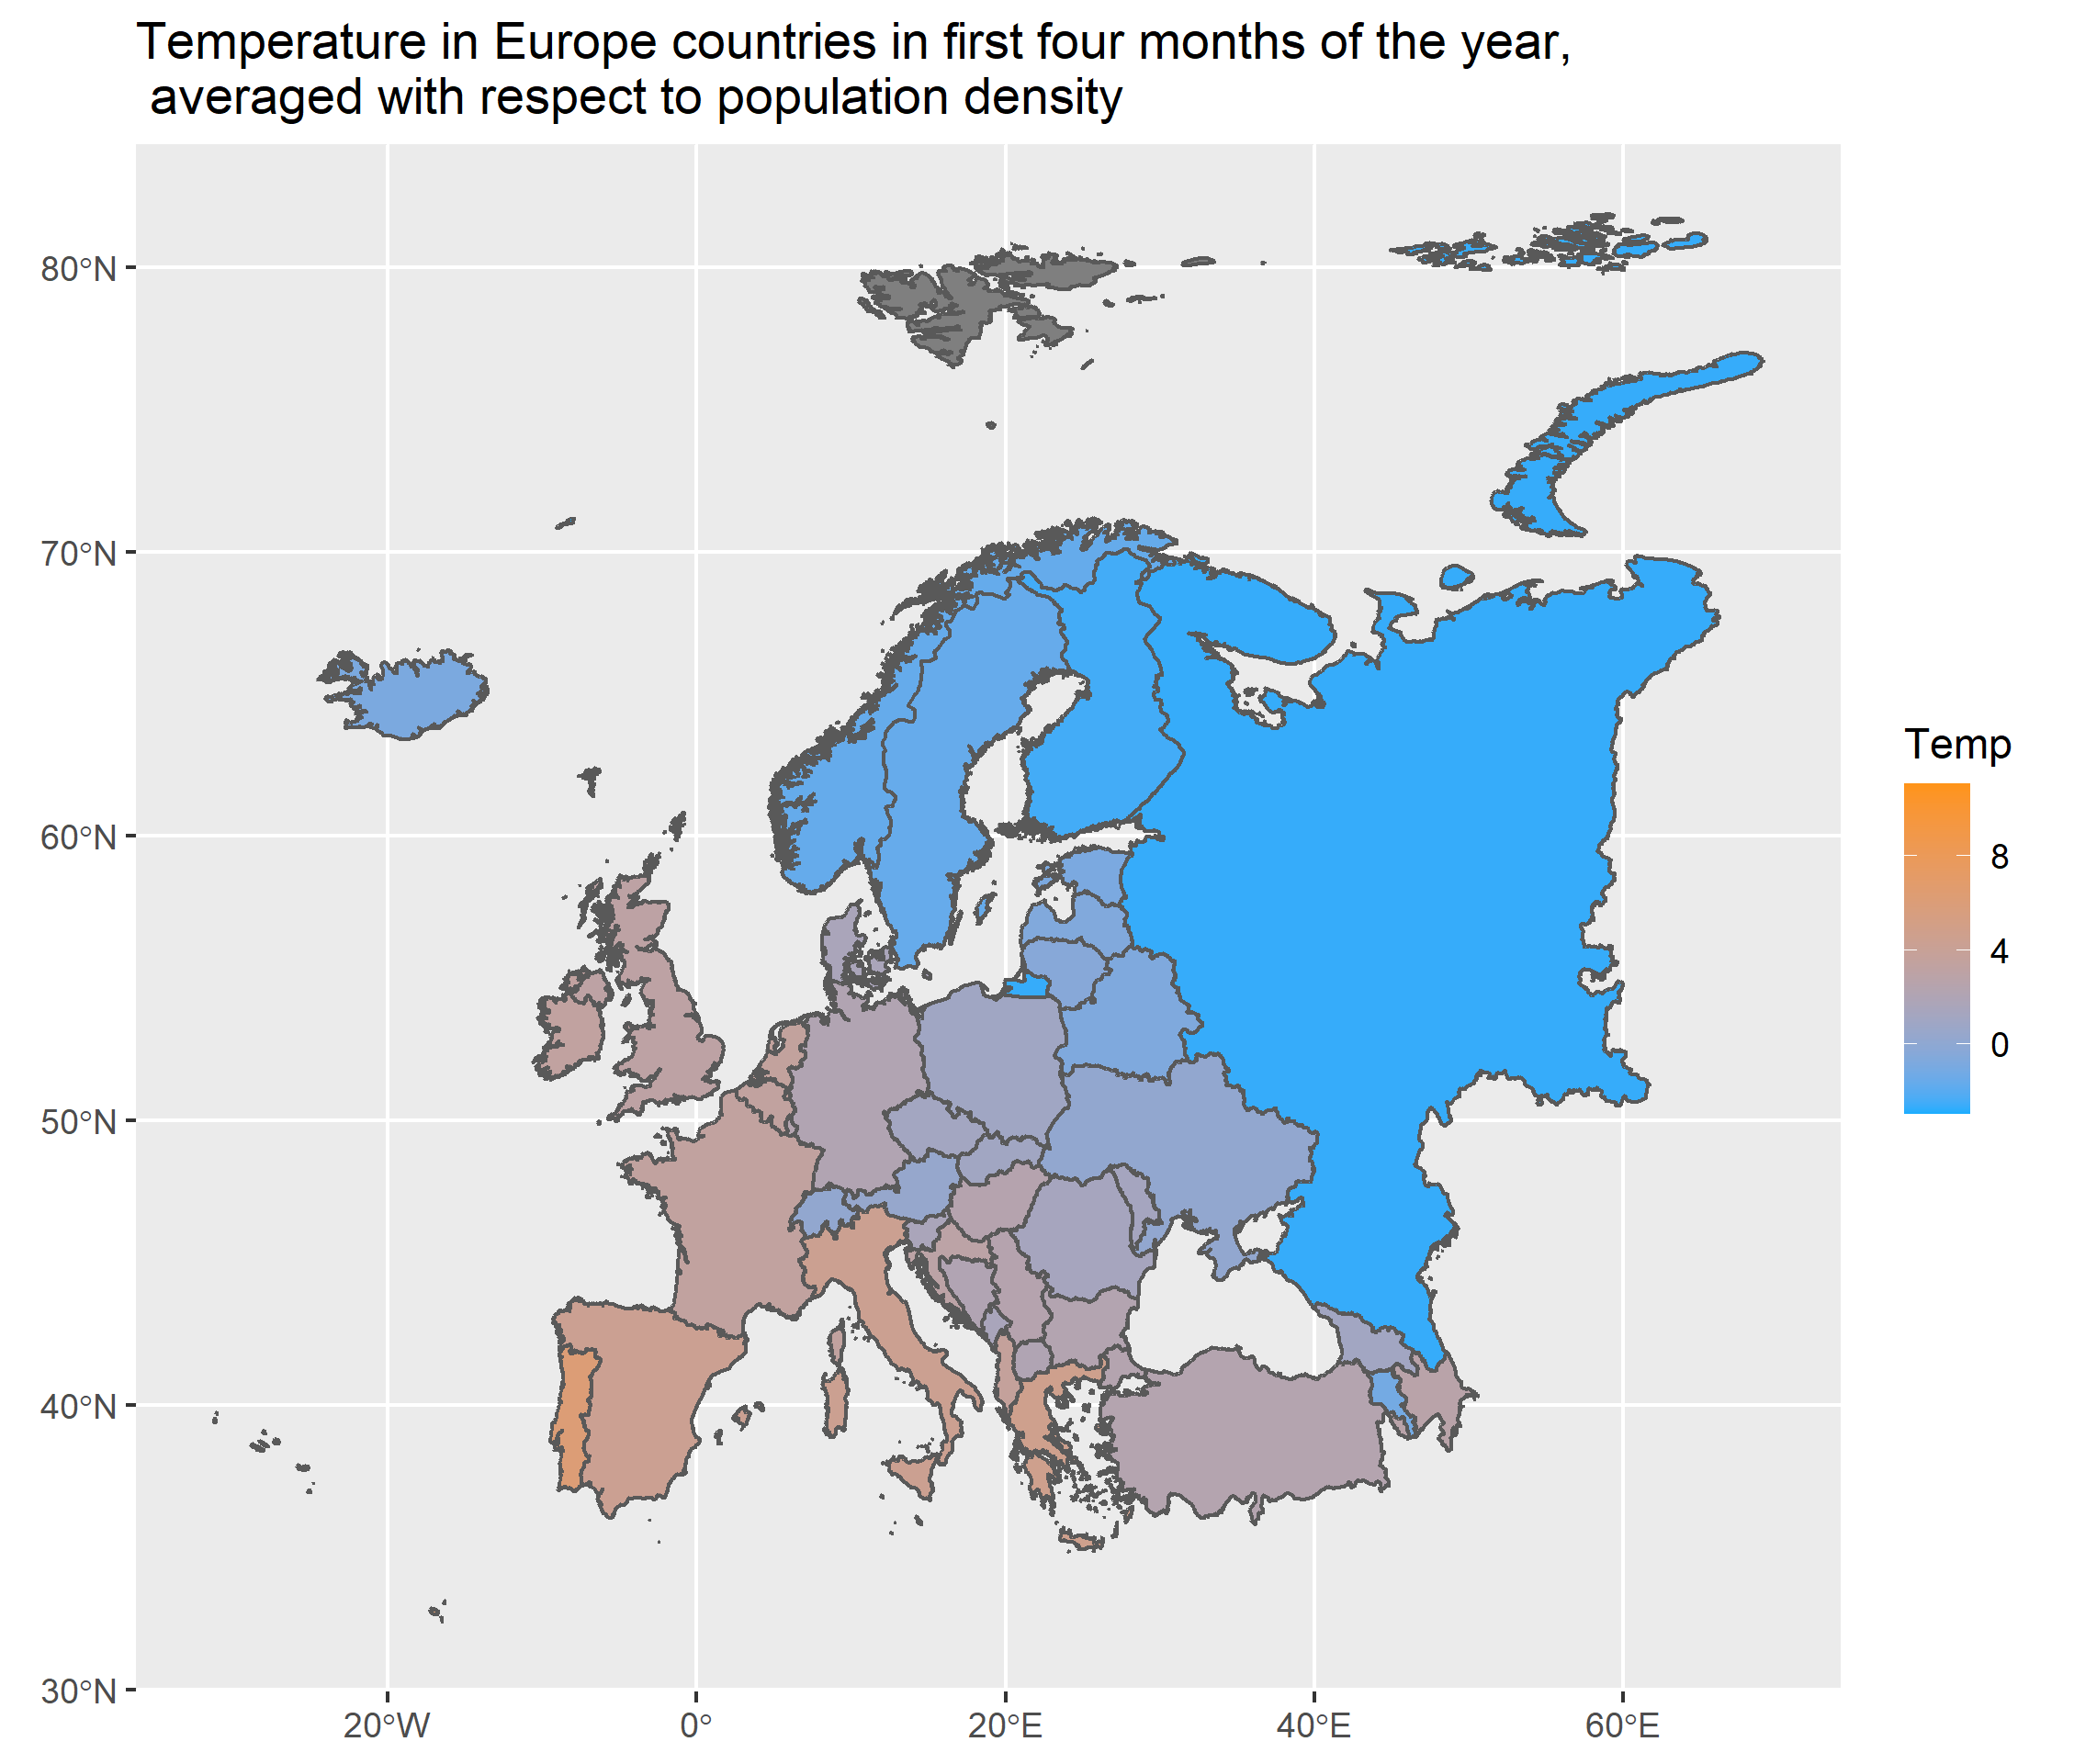 Temperature in Europe countries in first four months of the year,
averaged with respect to population density
80°N
70°N
60°N
50°N
40°N
30°N
20°W
0°
20°E
40°E
60°E
Temp
8
4
0